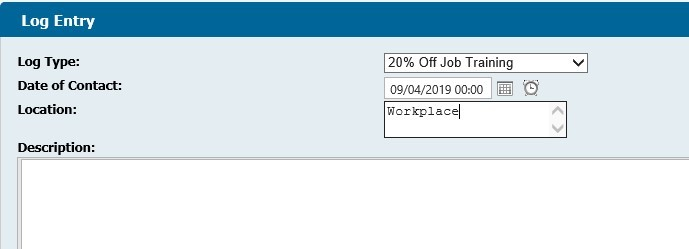 Log Entry
Log Type: 20% Off Job Training
Date of Contact: 09/04/2019 00:00
Location: Workplace
Description: